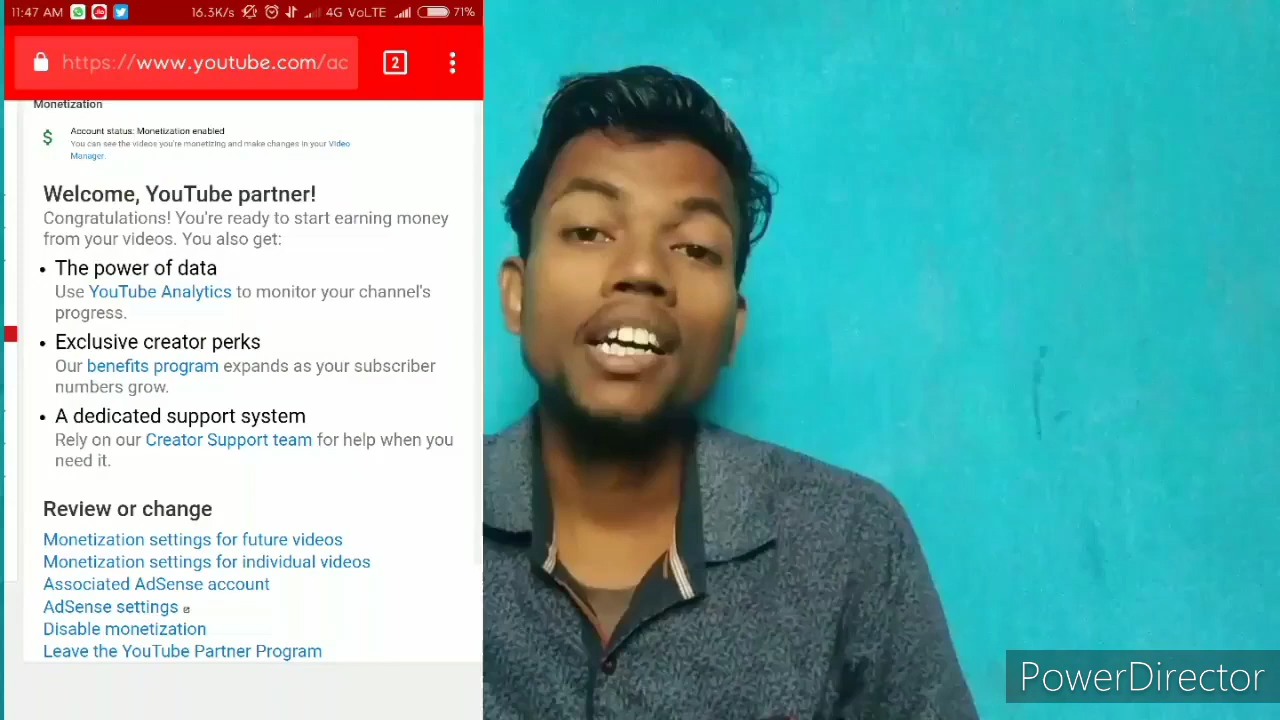 11:47 AM 16.3K/s 4G VoLTE 71%
https://www.youtube.com/ac 2
Monetization
$ Account status: Monetization enabled
You can see the videos you're monetizing and make changes in your Video
Manager.
Welcome, YouTube partner!
Congratulations! You're ready to start earning money
from your videos. You also get:
• The power of data
Use YouTube Analytics to monitor your channel's
progress.
• Exclusive creator perks
Our benefits program expands as your subscriber
numbers grow.
• A dedicated support system
Rely on our Creator Support team for help when you
need it.
Review or change
Monetization settings for future videos
Monetization settings for individual videos
Associated AdSense account
AdSense settings
Disable monetization
Leave the YouTube Partner Program
PowerDirector